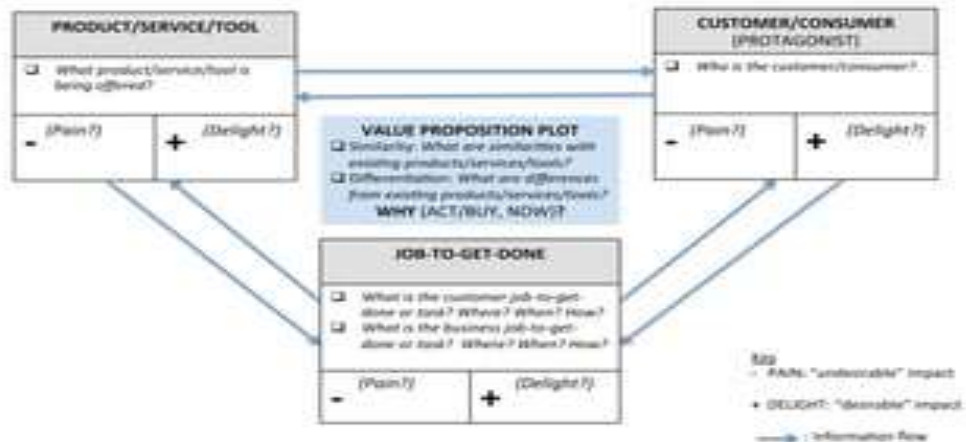 PRODUCT/SERVICE/TOOL
❑ What product/service/tool is
being offered?
- (Pain?)
+ (Delight?)
CUSTOMER/CONSUMER
(PROTAGONIST)
❑ Who is the customer/consumer?
- (Pain?)
+ (Delight?)
VALUE PROPOSITION PLOT
❑ Similarity: What are similarities with
existing products/services/tools?
❑ Differentiation: What are differences
from existing products/services/tools?
WHY (ACT/BUY, NOW)?
JOB-TO-GET-DONE
❑ What is the customer job-to-get-
done or task? Where? When? How?
❑ What is the business job-to-get-
done or task? Where? When? How?
- (Pain?)
+ (Delight?)
Key
- PAIN: "undesirable" impact
+ DELIGHT: "desirable" impact
: Information flow